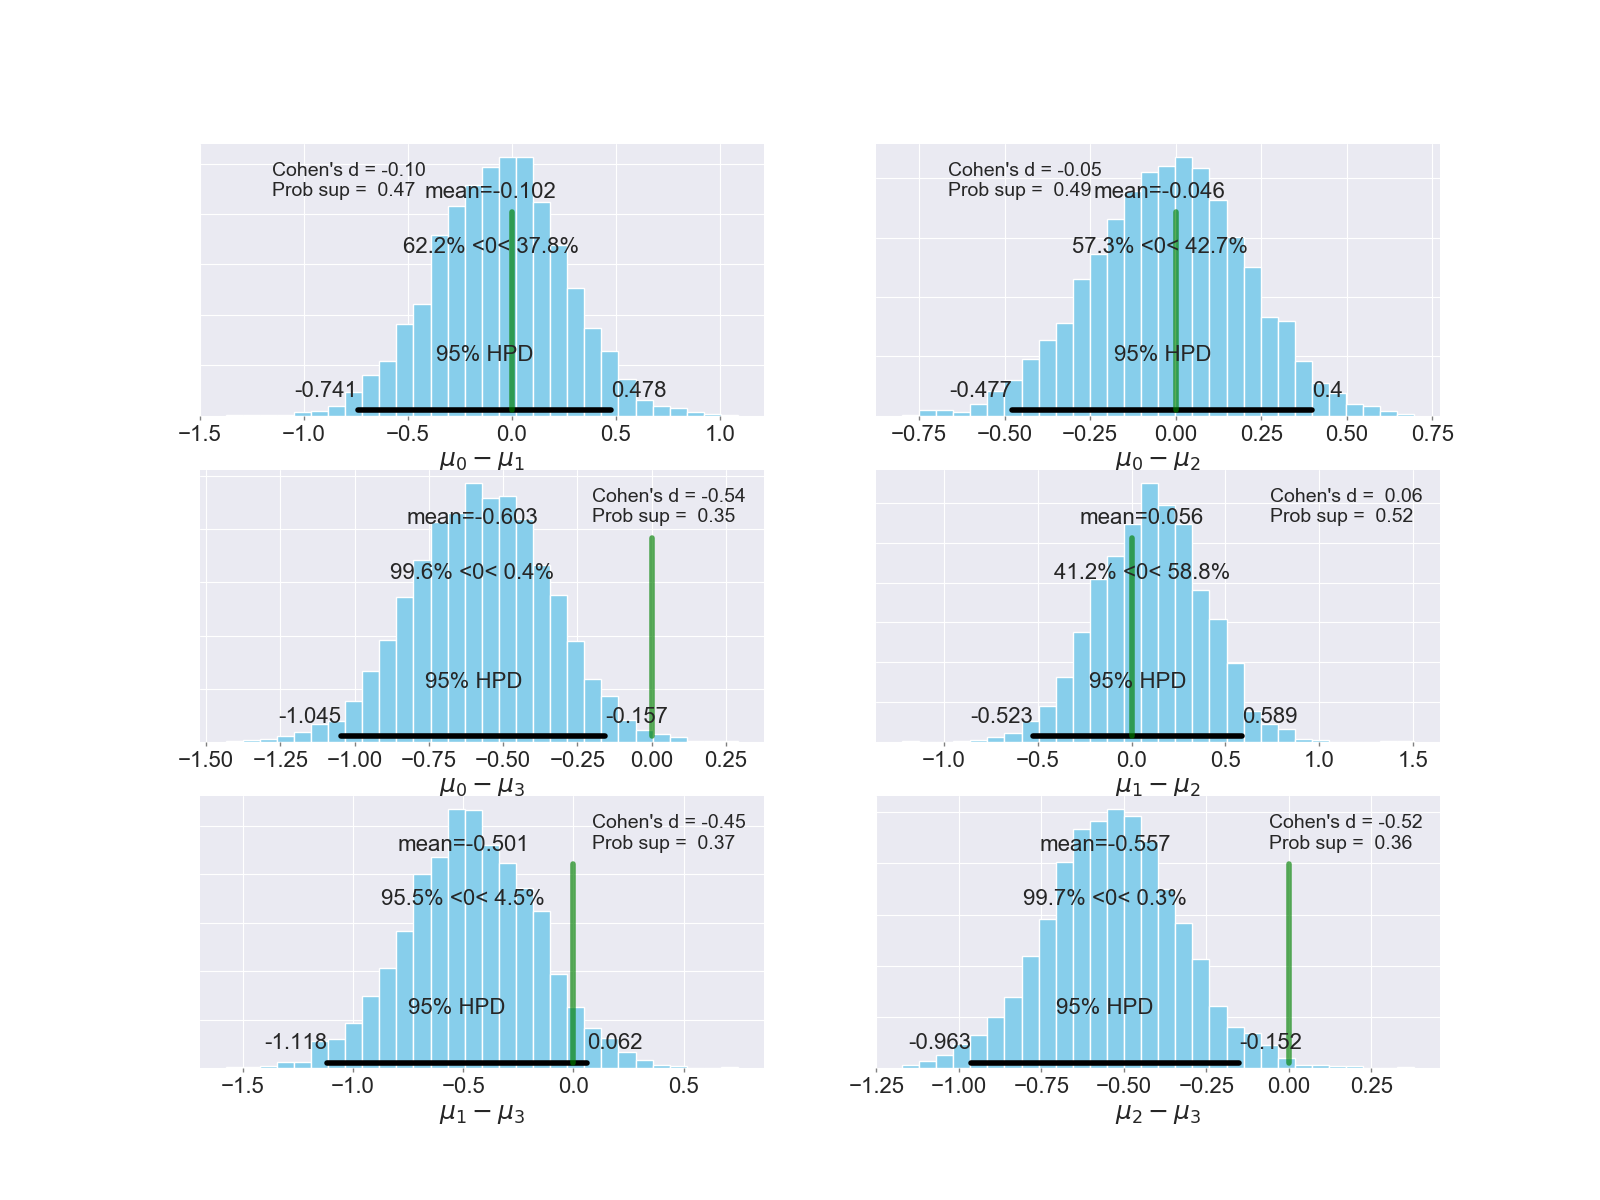 Cohen's d = -0.10
Prob sup =  0.47
mean=-0.102
62.2% <0< 37.8%
95% HPD
-0.741 0.478
−1.5 −1.0 −0.5 0.0 0.5 1.0
μ0 − μ1
Cohen's d = -0.05
Prob sup =  0.49
mean=-0.046
57.3% <0< 42.7%
95% HPD
-0.477 0.4
−0.75 −0.50 −0.25 0.00 0.25 0.50 0.75
μ0 − μ2
Cohen's d = -0.54
Prob sup =  0.35
mean=-0.603
99.6% <0< 0.4%
95% HPD
-1.045 -0.157
−1.50 −1.25 −1.00 −0.75 −0.50 −0.25 0.00 0.25
μ0 − μ3
Cohen's d =  0.06
Prob sup =  0.52
mean=0.056
41.2% <0< 58.8%
95% HPD
-0.523 0.589
−1.0 −0.5 0.0 0.5 1.0 1.5
μ1 − μ2
Cohen's d = -0.45
Prob sup =  0.37
mean=-0.501
95.5% <0< 4.5%
95% HPD
-1.118 0.062
−1.5 −1.0 −0.5 0.0 0.5
μ1 − μ3
Cohen's d = -0.52
Prob sup =  0.36
mean=-0.557
99.7% <0< 0.3%
95% HPD
-0.963 -0.152
−1.25 −1.00 −0.75 −0.50 −0.25 0.00 0.25
μ2 − μ3